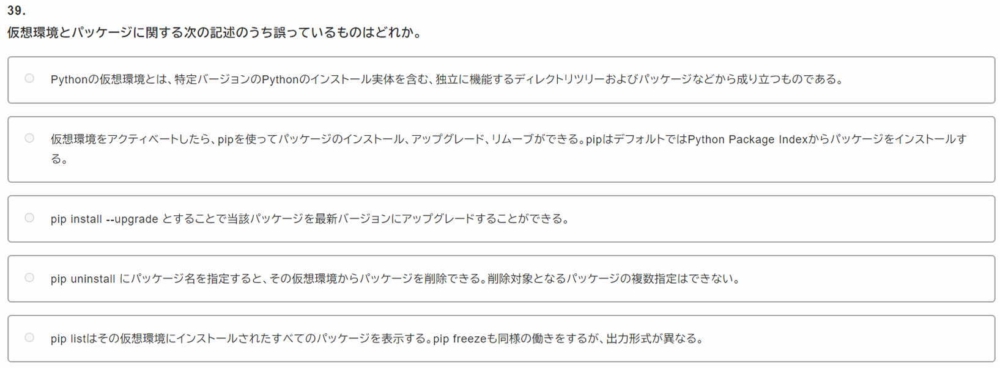 39.
仮想環境とパッケージに関する次の記述のうち誤っているものはどれか。
Pythonの仮想環境とは、特定バージョンのPythonのインストール実体を含む、独立に機能するディレクトリツリーおよびパッケージなどから成り立つものである。
仮想環境をアクティベートしたら、pipを使ってパッケージのインストール、アップグレード、リムーブができる。pipはデフォルトではPython Package Indexからパッケージをインストールす
る。
pip install --upgrade とすることで当該パッケージを最新バージョンにアップグレードすることができる。
pip uninstall にパッケージ名を指定すると、その仮想環境からパッケージを削除できる。削除対象となるパッケージの複数指定はできない。
pip listはその仮想環境にインストールされたすべてのパッケージを表示する。pip freezeも同様の働きをするが、出力形式が異なる。